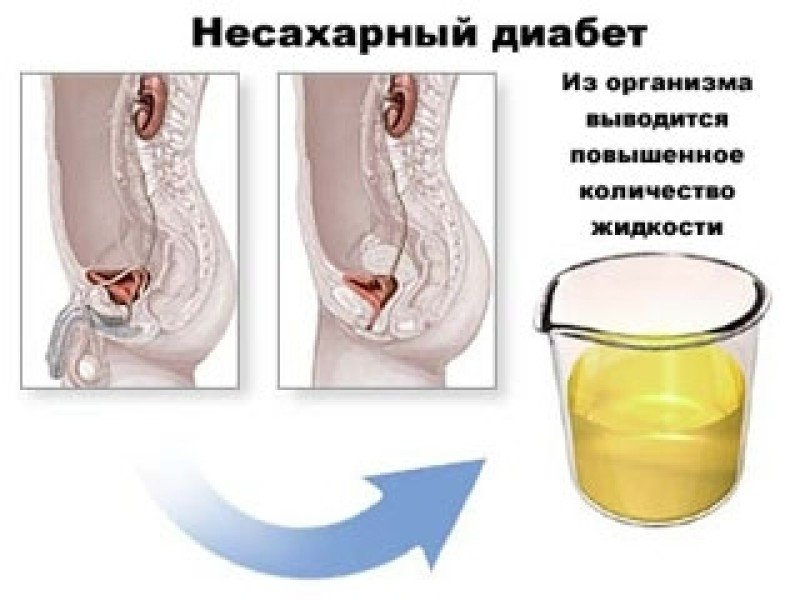 Несахарный диабет
Из организма
выводится
повышенное
количество
жидкости